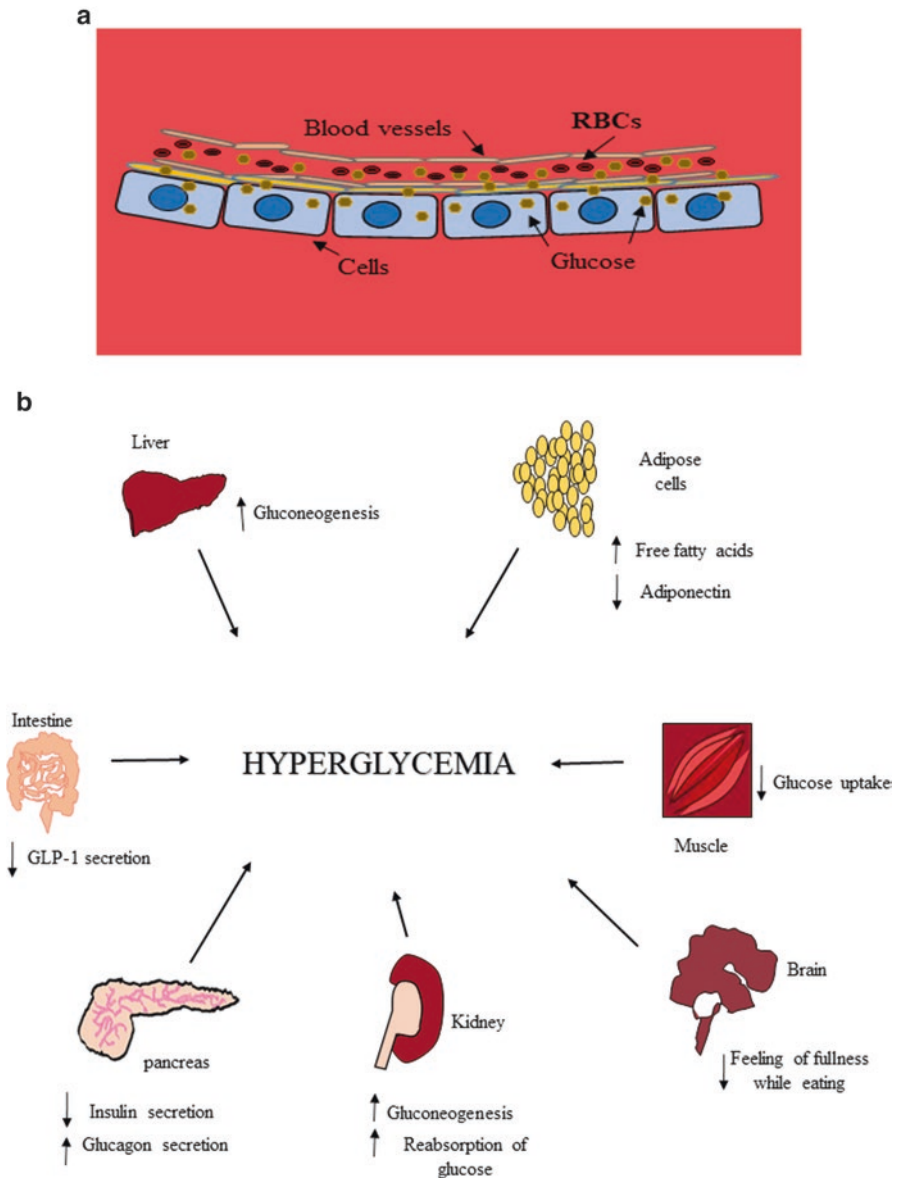 a
Blood vessels
RBCs
Cells
Glucose
b
Liver
↑ Gluconeogenesis
Adipose
cells
↑ Free fatty acids
↓ Adiponectin
Intestine
↓ GLP-1 secretion
HYPERGLYCEMIA
↓ Glucose uptake
Muscle
pancreas
↓ Insulin secretion
↑ Glucagon secretion
Kidney
↑ Gluconeogenesis
↑ Reabsorption of
glucose
Brain
↓ Feeling of fullness
while eating